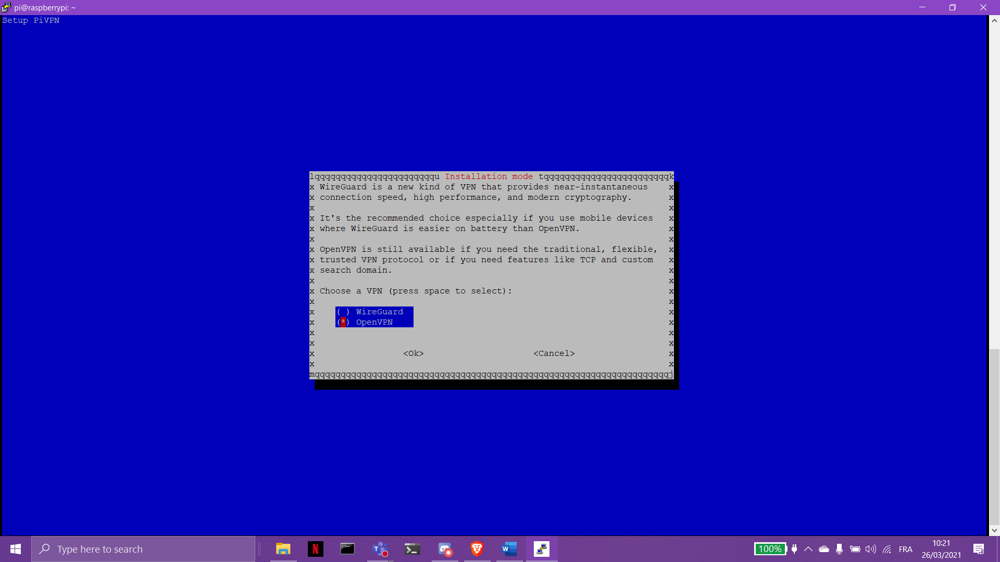 pi@raspberrypi: ~
Setup PiVPN
lqqqqqqqqqqqqqqqqqqqqqqqu Installation mode tqqqqqqqqqqqqqqqqqqqqqqqqk
x WireGuard is a new kind of VPN that provides near-instantaneous x
x connection speed, high performance, and modern cryptography. x
x x
x It's the recommended choice especially if you use mobile devices x
x where WireGuard is easier on battery than OpenVPN. x
x x
x OpenVPN is still available if you need the traditional, flexible, x
x trusted VPN protocol or if you need features like TCP and custom x
x search domain. x
x x
x Choose a VPN (press space to select): x
x x
x ( ) WireGuard x
x (*) OpenVPN x
x x
x x
x <Ok> <Cancel> x
x x
mqqqqqqqqqqqqqqqqqqqqqqqqqqqqqqqqqqqqqqqqqqqqqqqqqqqqqqqqqqqqqqqqqqqqj
Type here to search
100%
FRA
10:21
26/03/2021